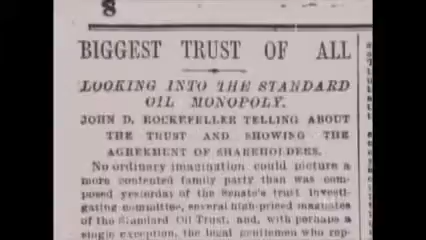 8
BIGGEST TRUST OF ALL
LOOKING INTO THE STANDARD
OIL MONOPOLY.
JOHN D. ROCKEFELLER TELLING ABOUT
THE TRUST AND SHOWING THE
AGREEMENT OF SHAREHOLDERS.
No ordinary imagination could picture a
more contented family party than was com-
posed yesterday of the Senate's trust investi-
gating committee, several high-priced magnates
of the Standard Oil Trust, and, with perhaps a
single exception, the legal gentlemen who rep-